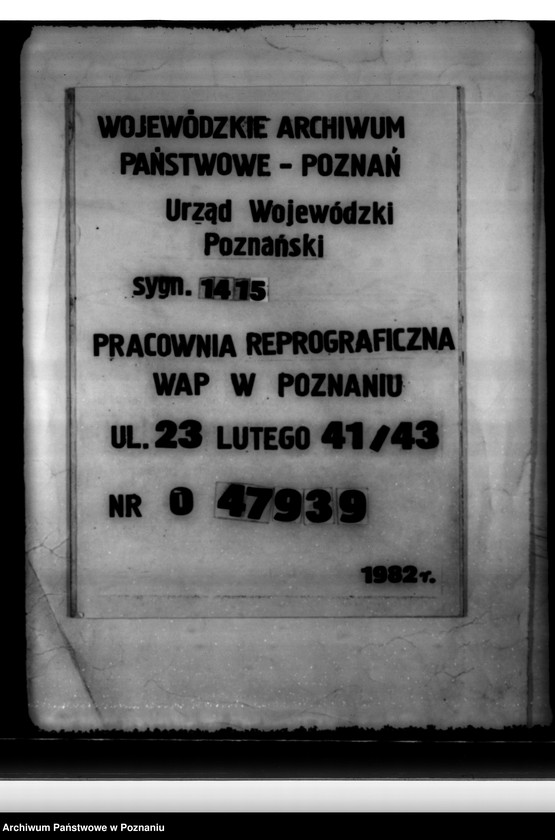 WOJEWÓDZKIE ARCHIWUM
PAŃSTWOWE - POZNAŃ
Urząd Wojewódzki
Poznański
sygn. 1415
PRACOWNIA REPROGRAFICZNA
WAP W POZNANIU
UL. 23 LUTEGO 41/43
NR O 47939
1982 r.
Archiwum Państwowe w Poznaniu